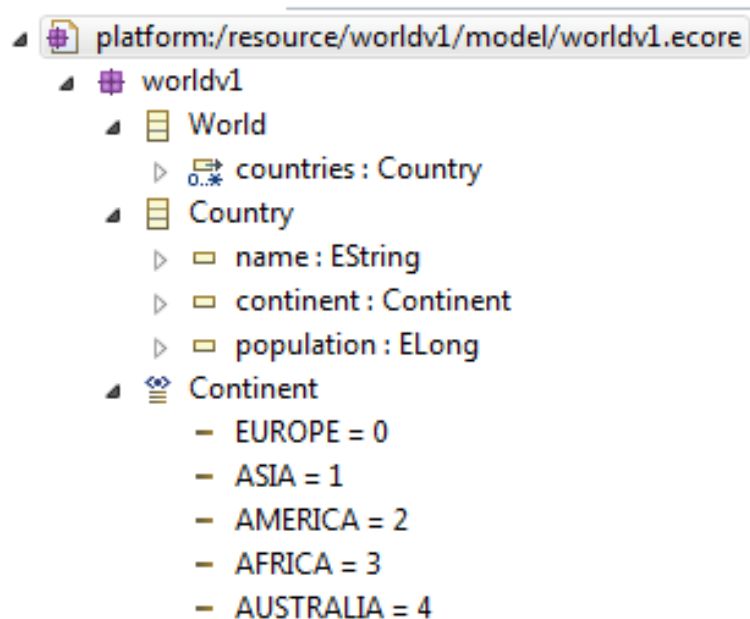 platform:/resource/worldv1/model/worldv1.ecore
worldv1
World
0..* countries : Country
Country
name : EString
continent : Continent
population : ELong
Continent
EUROPE = 0
ASIA = 1
AMERICA = 2
AFRICA = 3
AUSTRALIA = 4